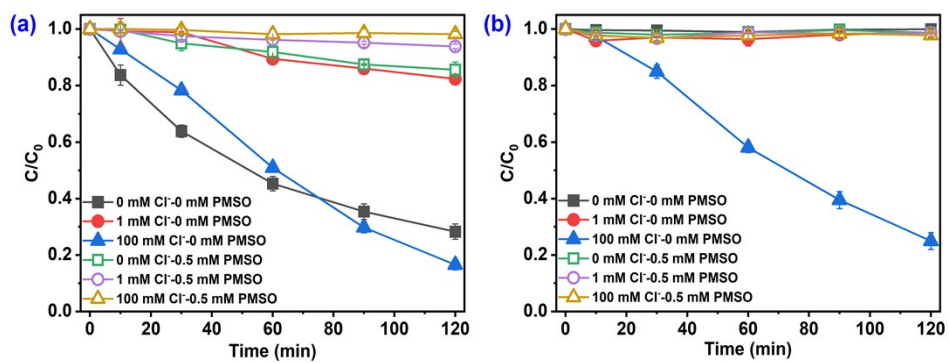 (a)
C/C₀
1.0
0.8
0.6
0.4
0.2
0.0
0 mM Cl⁻-0 mM PMSO
1 mM Cl⁻-0 mM PMSO
100 mM Cl⁻-0 mM PMSO
0 mM Cl⁻-0.5 mM PMSO
1 mM Cl⁻-0.5 mM PMSO
100 mM Cl⁻-0.5 mM PMSO
0 20 40 60 80 100 120
Time (min)
(b)
C/C₀
1.0
0.8
0.6
0.4
0.2
0.0
0 mM Cl⁻-0 mM PMSO
1 mM Cl⁻-0 mM PMSO
100 mM Cl⁻-0 mM PMSO
0 mM Cl⁻-0.5 mM PMSO
1 mM Cl⁻-0.5 mM PMSO
100 mM Cl⁻-0.5 mM PMSO
0 20 40 60 80 100 120
Time (min)